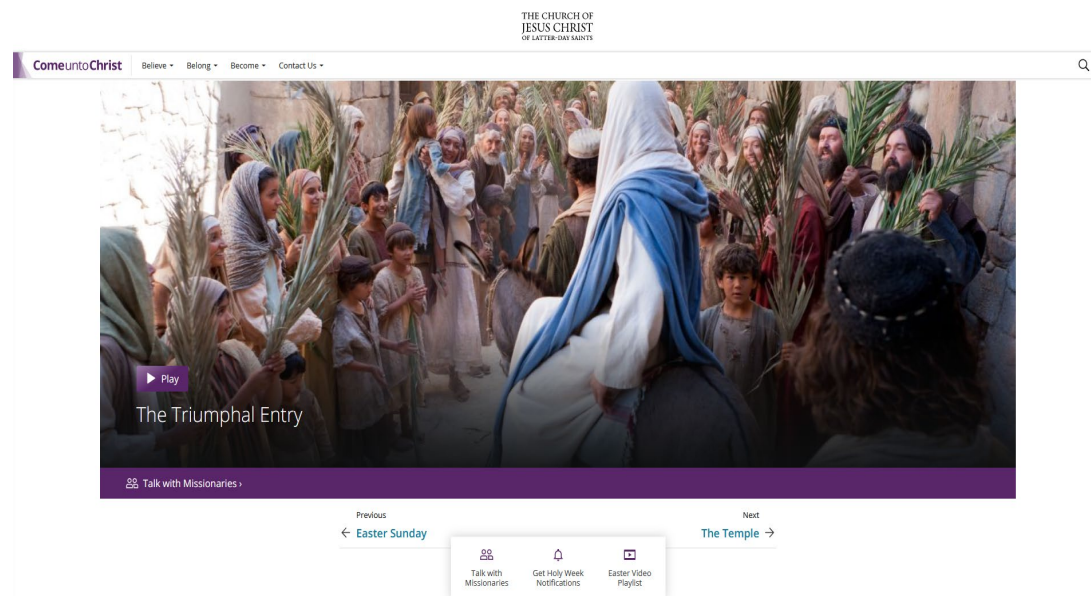 THE CHURCH OF
JESUS CHRIST
OF LATTER-DAY SAINTS
ComeuntoChrist
Believe
Belong
Become
Contact Us
Play
The Triumphal Entry
Talk with Missionaries ›
Previous
← Easter Sunday
Next
The Temple →
Talk with
Missionaries
Get Holy Week
Notifications
Easter Video
Playlist